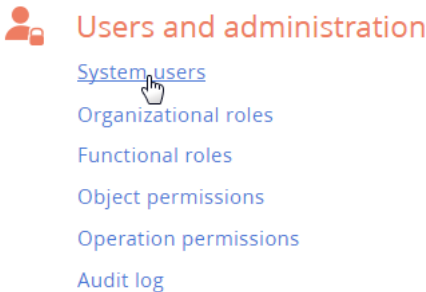 Users and administration
System users
Organizational roles
Functional roles
Object permissions
Operation permissions
Audit log